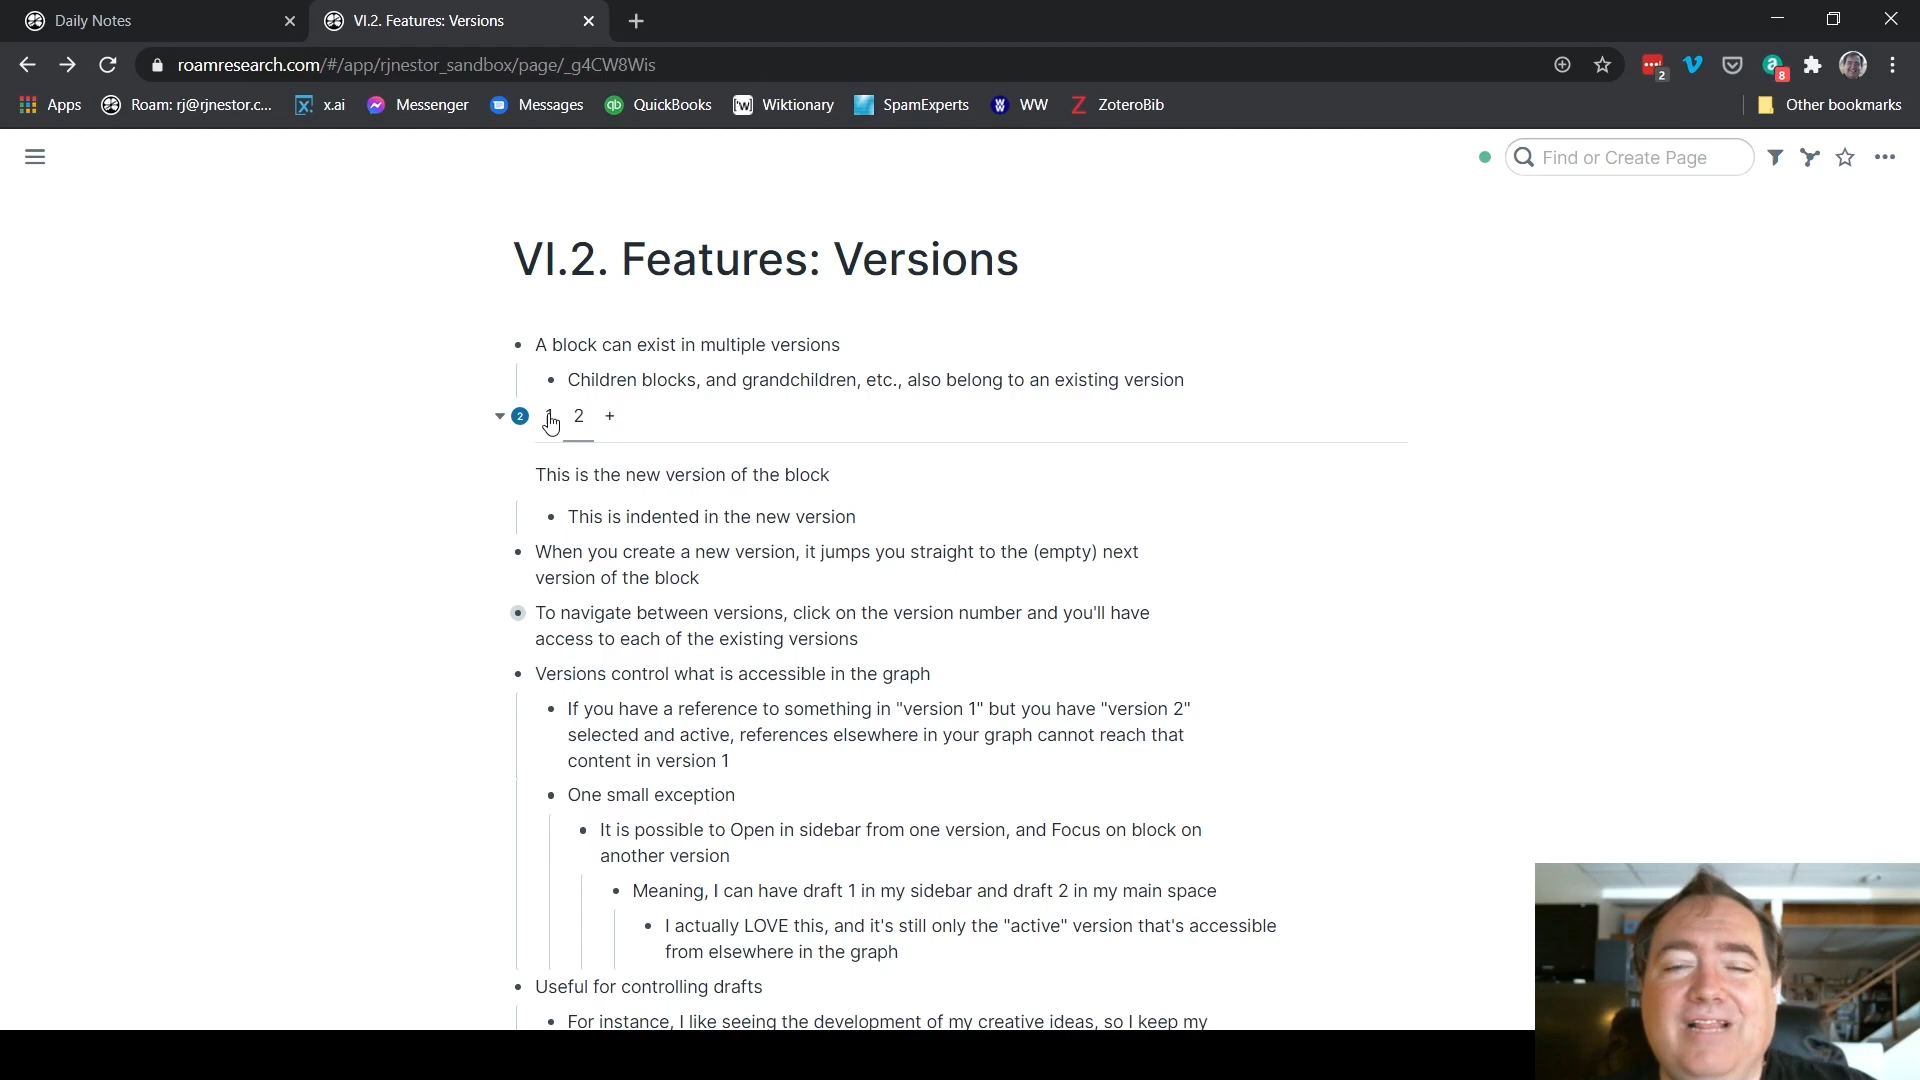 Daily Notes
VI.2. Features: Versions
roamresearch.com/#/app/rjnestor_sandbox/page/_g4CW8Wis
2
8
Apps
Roam: rj@rjnestor.c...
x.ai
Messenger
Messages
QuickBooks
Wiktionary
SpamExperts
WW
ZoteroBib
Other bookmarks
Find or Create Page
VI.2. Features: Versions
A block can exist in multiple versions
Children blocks, and grandchildren, etc., also belong to an existing version
2 1 2 +
This is the new version of the block
This is indented in the new version
When you create a new version, it jumps you straight to the (empty) next
version of the block
To navigate between versions, click on the version number and you'll have
access to each of the existing versions
Versions control what is accessible in the graph
If you have a reference to something in "version 1" but you have "version 2"
selected and active, references elsewhere in your graph cannot reach that
content in version 1
One small exception
It is possible to Open in sidebar from one version, and Focus on block on
another version
Meaning, I can have draft 1 in my sidebar and draft 2 in my main space
I actually LOVE this, and it's still only the "active" version that's accessible
from elsewhere in the graph
Useful for controlling drafts
For instance, I like seeing the development of my creative ideas, so I keep my